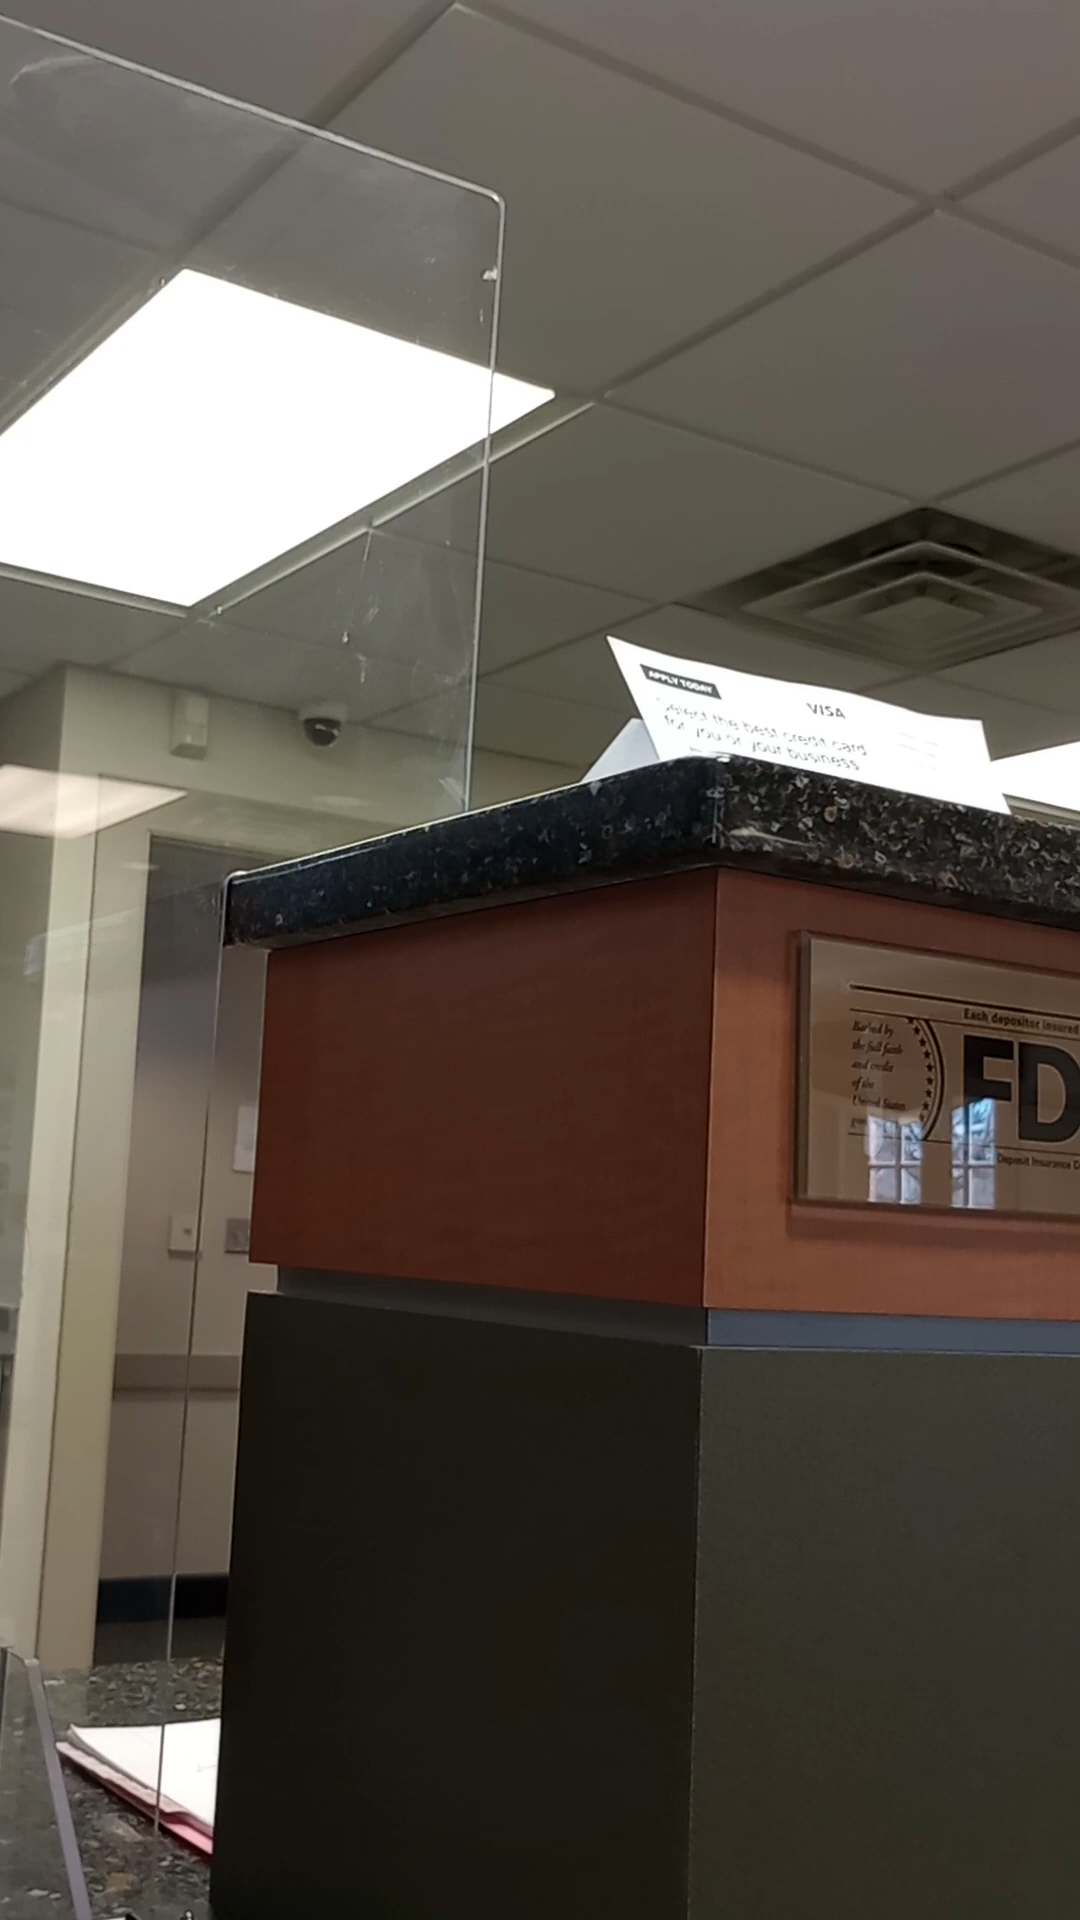 APPLY TODAY
VISA
Select the best credit card
for you or your business
Each depositor insured
Backed by
the full faith
and credit
of the
United States
FD
Deposit Insurance C